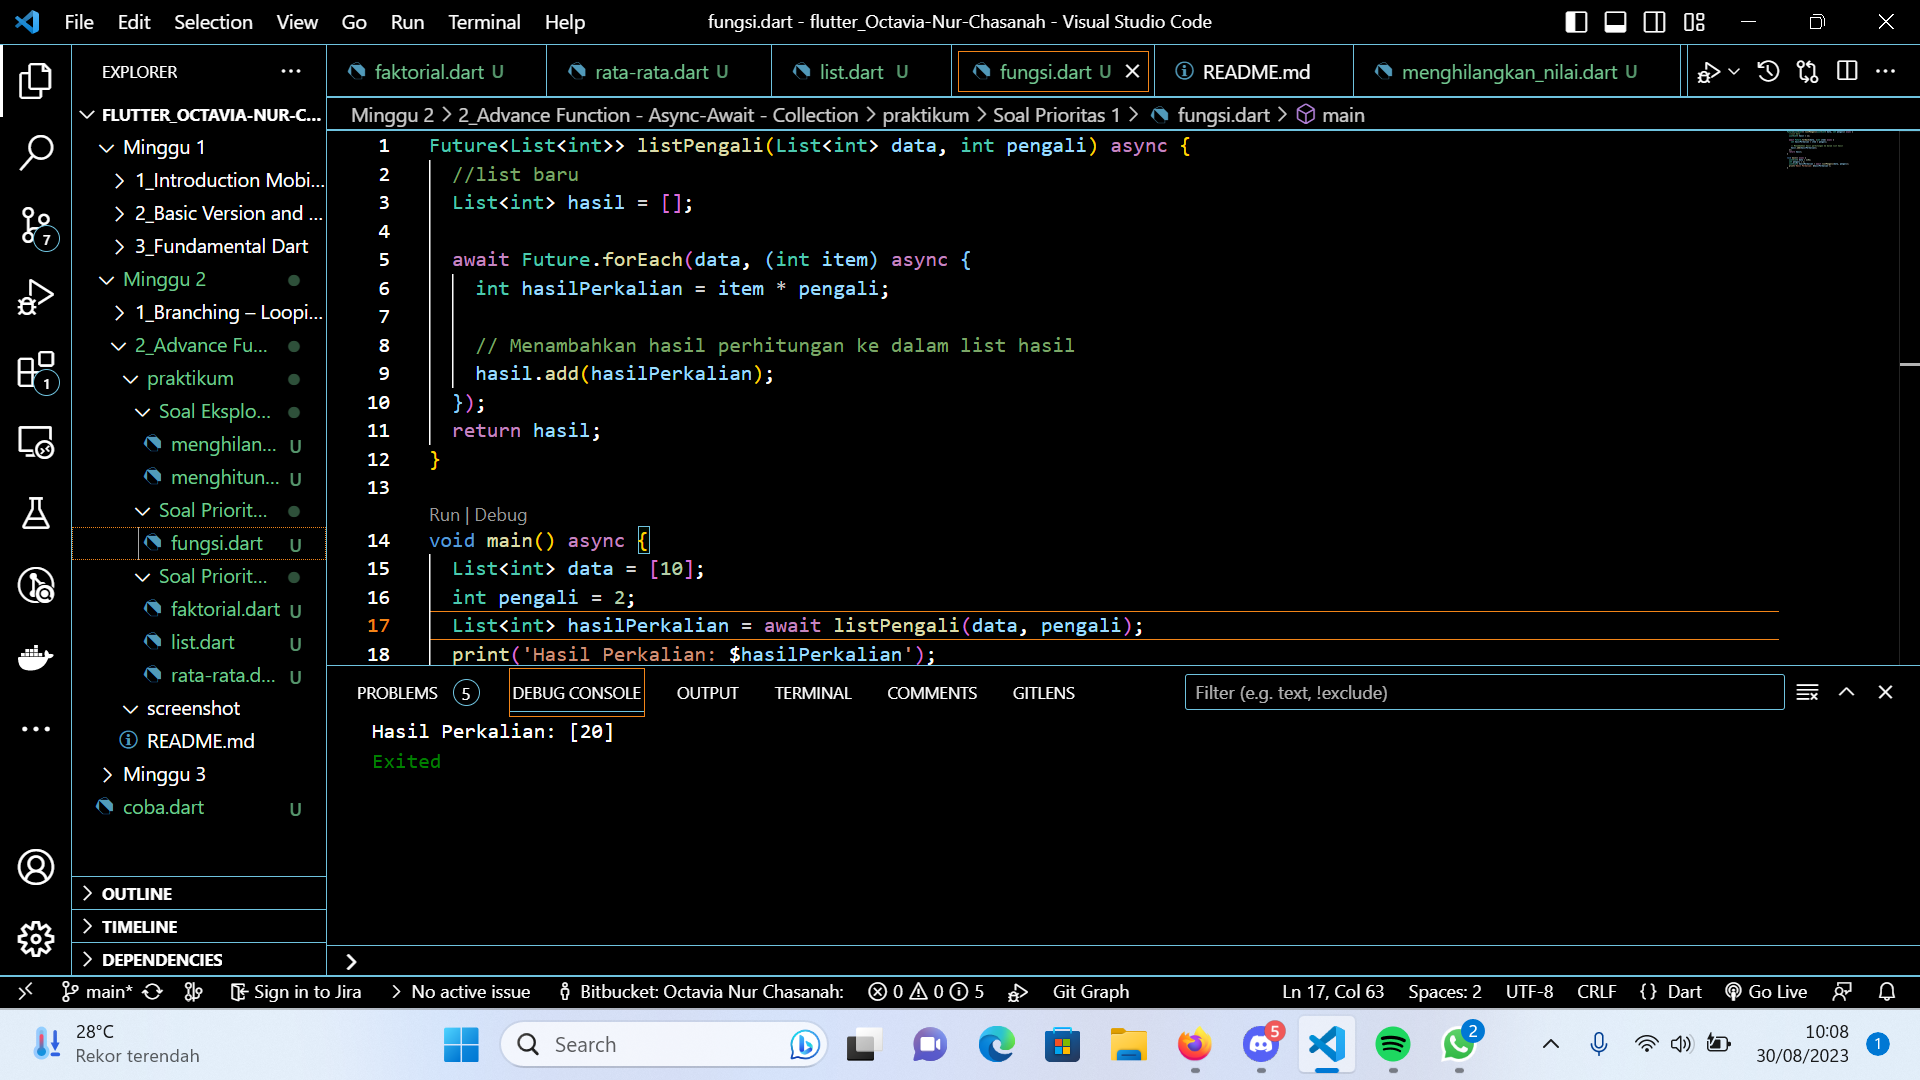 File Edit Selection View Go Run Terminal Help
fungsi.dart - flutter_Octavia-Nur-Chasanah - Visual Studio Code
EXPLORER
FLUTTER_OCTAVIA-NUR-C...
Minggu 1
1_Introduction Mobi...
2_Basic Version and ...
3_Fundamental Dart
Minggu 2
1_Branching – Loopi...
2_Advance Fu...
praktikum
Soal Eksplo...
menghilan... U
menghitun... U
Soal Priorit...
fungsi.dart U
Soal Priorit...
faktorial.dart U
list.dart U
rata-rata.d... U
screenshot
README.md
Minggu 3
coba.dart U
OUTLINE
TIMELINE
DEPENDENCIES
7
1
faktorial.dart U
rata-rata.dart U
list.dart U
fungsi.dart U
README.md
menghilangkan_nilai.dart U
Minggu 2 > 2_Advance Function - Async-Await - Collection > praktikum > Soal Prioritas 1 > fungsi.dart > main
1 Future<List<int>> listPengali(List<int> data, int pengali) async {
2 //list baru
3 List<int> hasil = [];
4
5 await Future.forEach(data, (int item) async {
6 int hasilPerkalian = item * pengali;
7
8 // Menambahkan hasil perhitungan ke dalam list hasil
9 hasil.add(hasilPerkalian);
10 });
11 return hasil;
12 }
13
Run | Debug
14 void main() async {
15 List<int> data = [10];
16 int pengali = 2;
17 List<int> hasilPerkalian = await listPengali(data, pengali);
18 print('Hasil Perkalian: $hasilPerkalian');
PROBLEMS 5 DEBUG CONSOLE OUTPUT TERMINAL COMMENTS GITLENS
Filter (e.g. text, !exclude)
Hasil Perkalian: [20]
Exited
main* Sign in to Jira > No active issue Bitbucket: Octavia Nur Chasanah: 0 0 5 Git Graph
Ln 17, Col 63 Spaces: 2 UTF-8 CRLF {} Dart Go Live
28°C
Rekor terendah
Search
5
2
10:08
30/08/2023
1